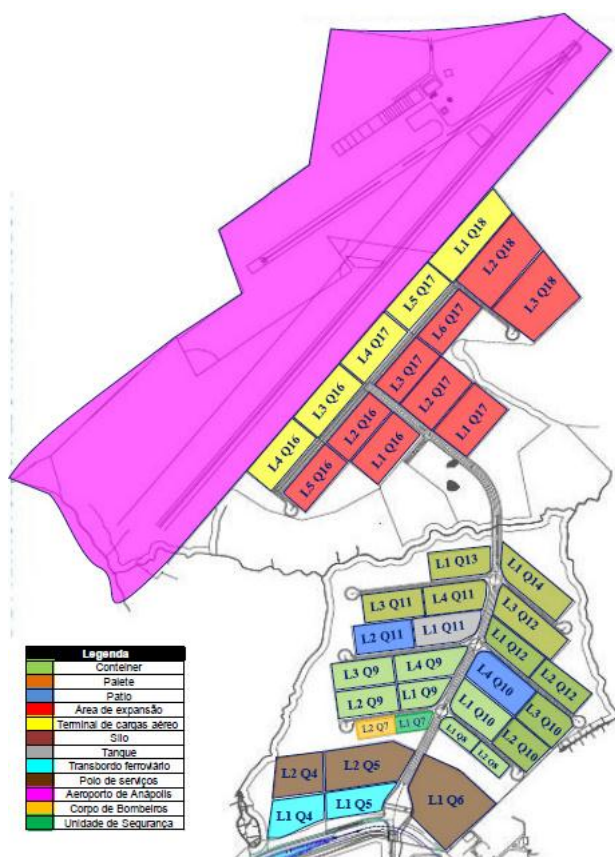 L1 Q18
L2 Q18
L3 Q18
L5 Q17
L6 Q17
L4 Q17
L3 Q17
L2 Q17
L1 Q17
L3 Q16
L2 Q16
L1 Q16
L4 Q16
L5 Q16
L1 Q13
L1 Q14
L3 Q11
L4 Q11
L3 Q12
L2 Q11
L1 Q11
L1 Q12
L2 Q12
L3 Q9
L4 Q9
L4 Q10
L3 Q10
L2 Q9
L1 Q9
L1 Q10
L2 Q10
L2 Q7
L1 Q7
L1 Q8
L2 Q8
L2 Q4
L2 Q5
L1 Q4
L1 Q5
L1 Q6
Legenda
Conteiner
Palete
Patio
Área de expansão
Terminal de cargas aéreo
Silo
Tanque
Transbordo ferroviário
Polo de serviços
Aeroporto de Anápolis
Corpo de Bombeiros
Unidade de Segurança